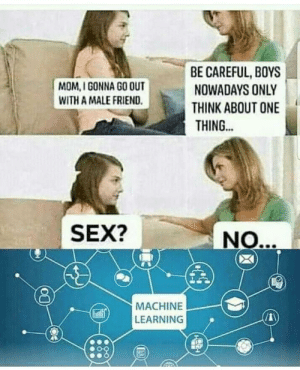 MOM, I GONNA GO OUT
WITH A MALE FRIEND.
BE CAREFUL, BOYS
NOWADAYS ONLY
THINK ABOUT ONE
THING...
SEX?
NO...
MACHINE
LEARNING